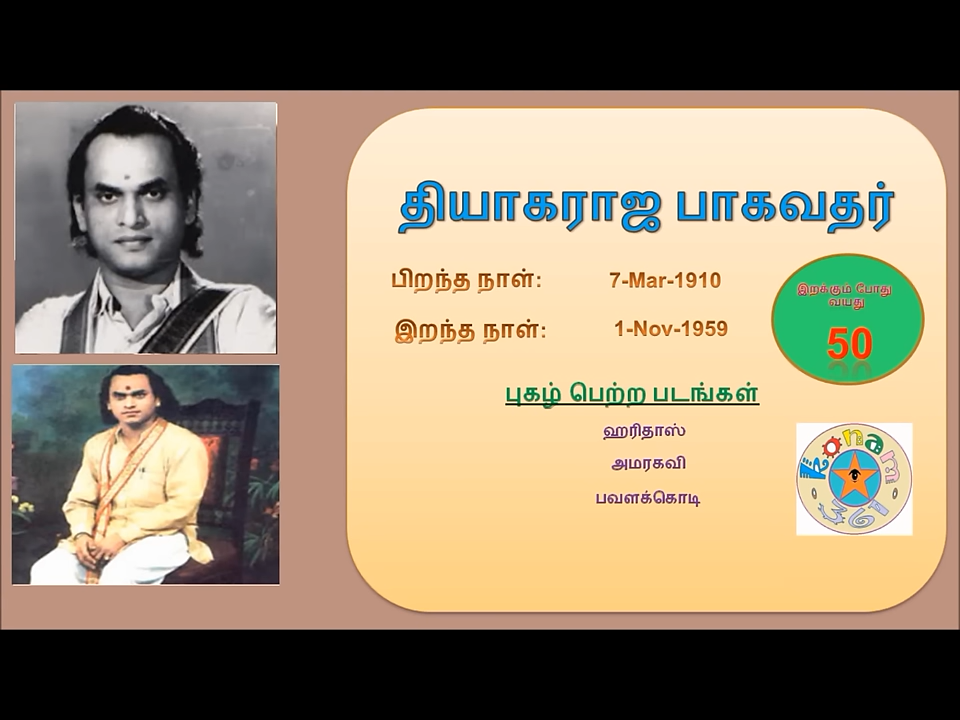 தியாகராஜ பாகவதர்
பிறந்த நாள்: 7-Mar-1910
இறந்த நாள்: 1-Nov-1959
இறக்கும் போது
வயது
50
புகழ் பெற்ற படங்கள்
ஹரிதாஸ்
அமரகவி
பவளக்கொடி
Konam